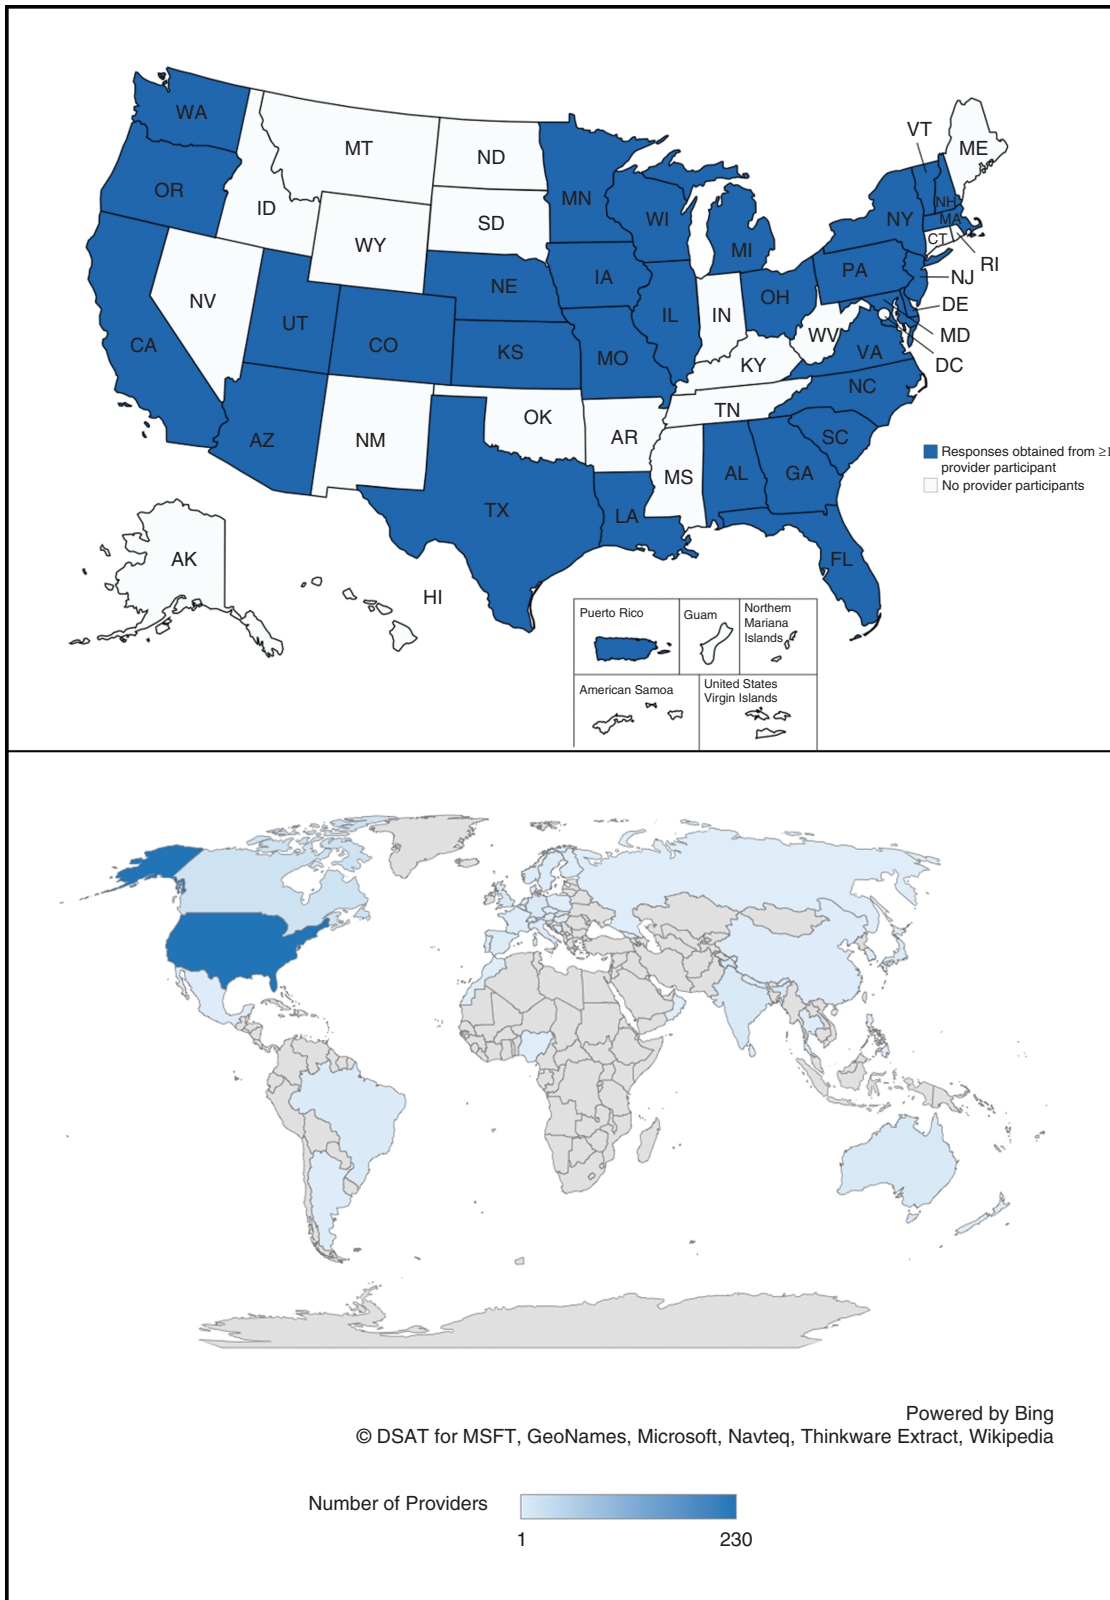 WA
MT
ND
MN
VT
ME
OR
ID
SD
WI
NY
NH
MA
WY
MI
CT
RI
NV
NE
IA
PA
NJ
UT
CO
IL
IN
OH
DE
CA
KS
MO
WV
VA
MD
KY
DC
NC
AZ
NM
OK
AR
TN
SC
MS
AL
GA
TX
LA
FL
AK
HI
Responses obtained from ≥1
provider participant
No provider participants
Puerto Rico
Guam
Northern
Mariana
Islands
American Samoa
United States
Virgin Islands
Powered by Bing
© DSAT for MSFT, GeoNames, Microsoft, Navteq, Thinkware Extract, Wikipedia
Number of Providers
1
230